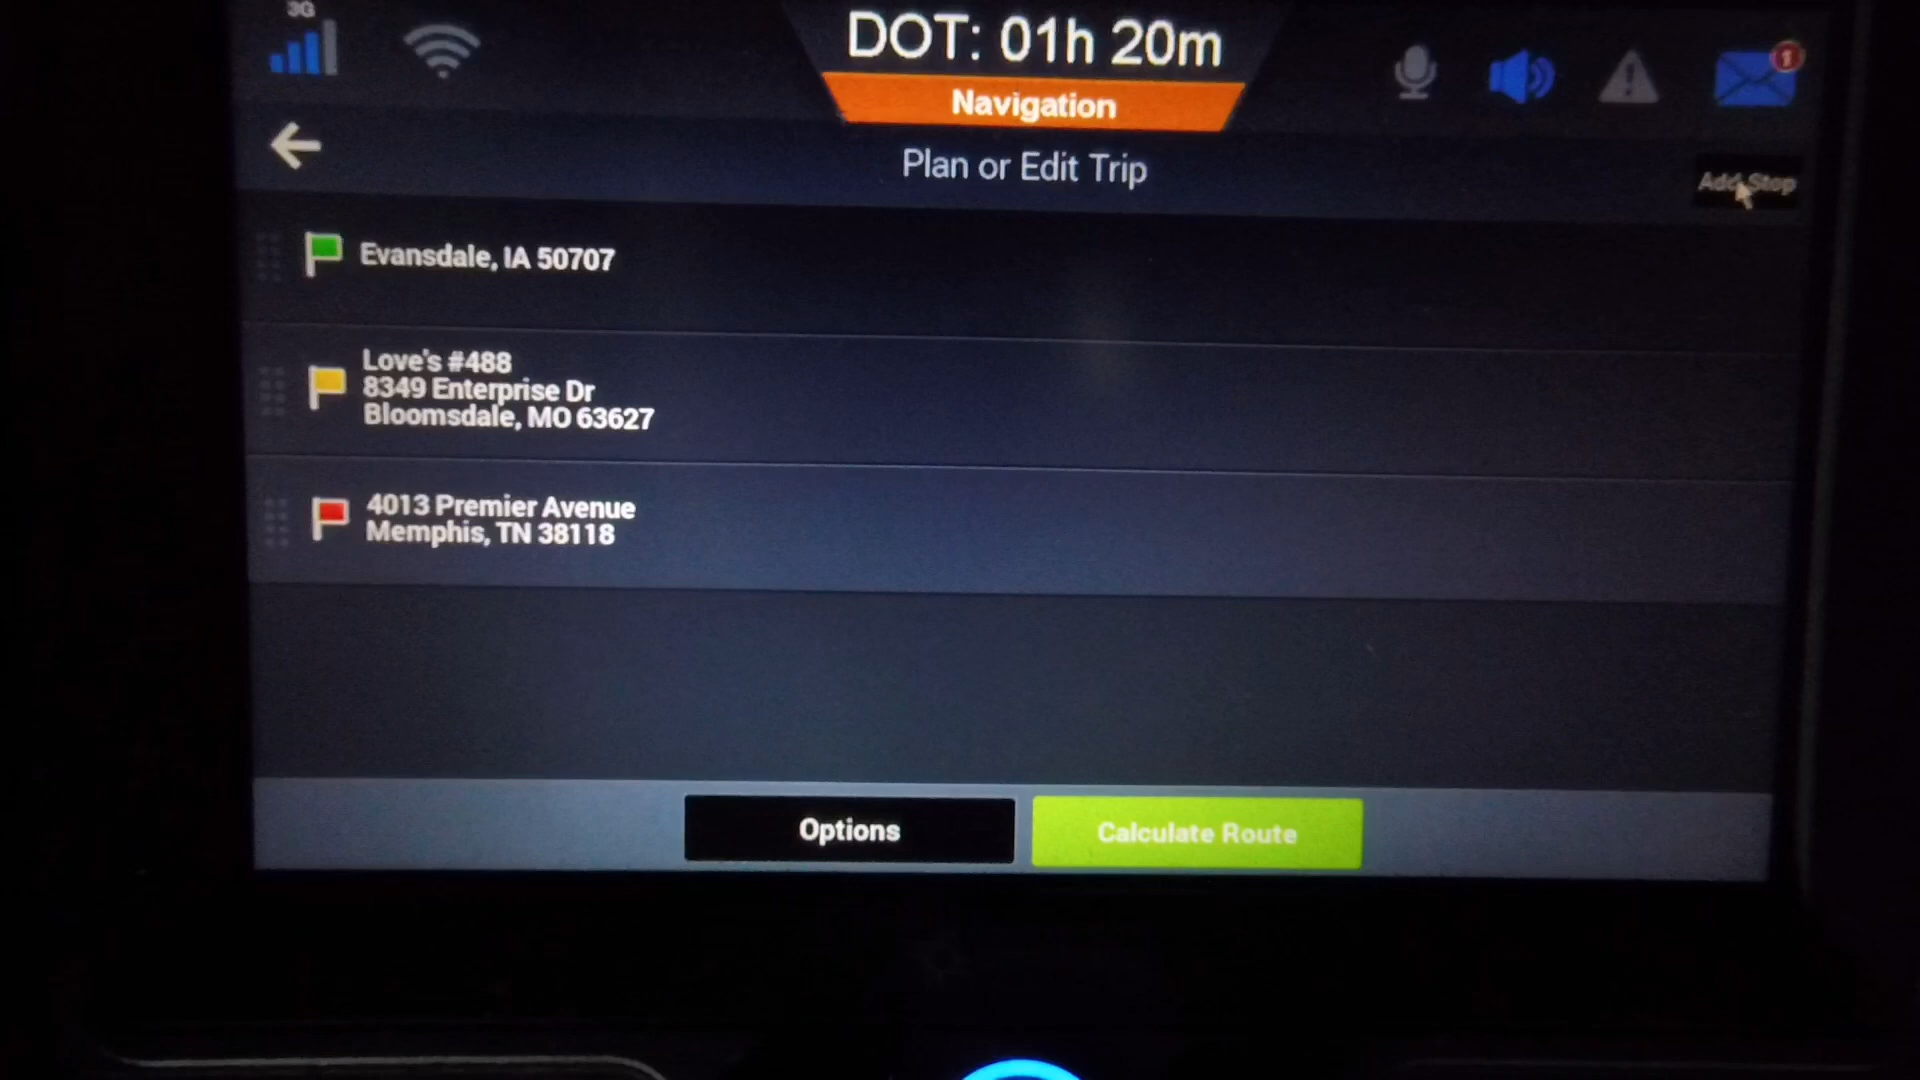 3G
DOT: 01h 20m
1
Navigation
Plan or Edit Trip
Add Stop
Evansdale, IA 50707
Love's #488
8349 Enterprise Dr
Bloomsdale, MO 63627
4013 Premier Avenue
Memphis, TN 38118
Options
Calculate Route